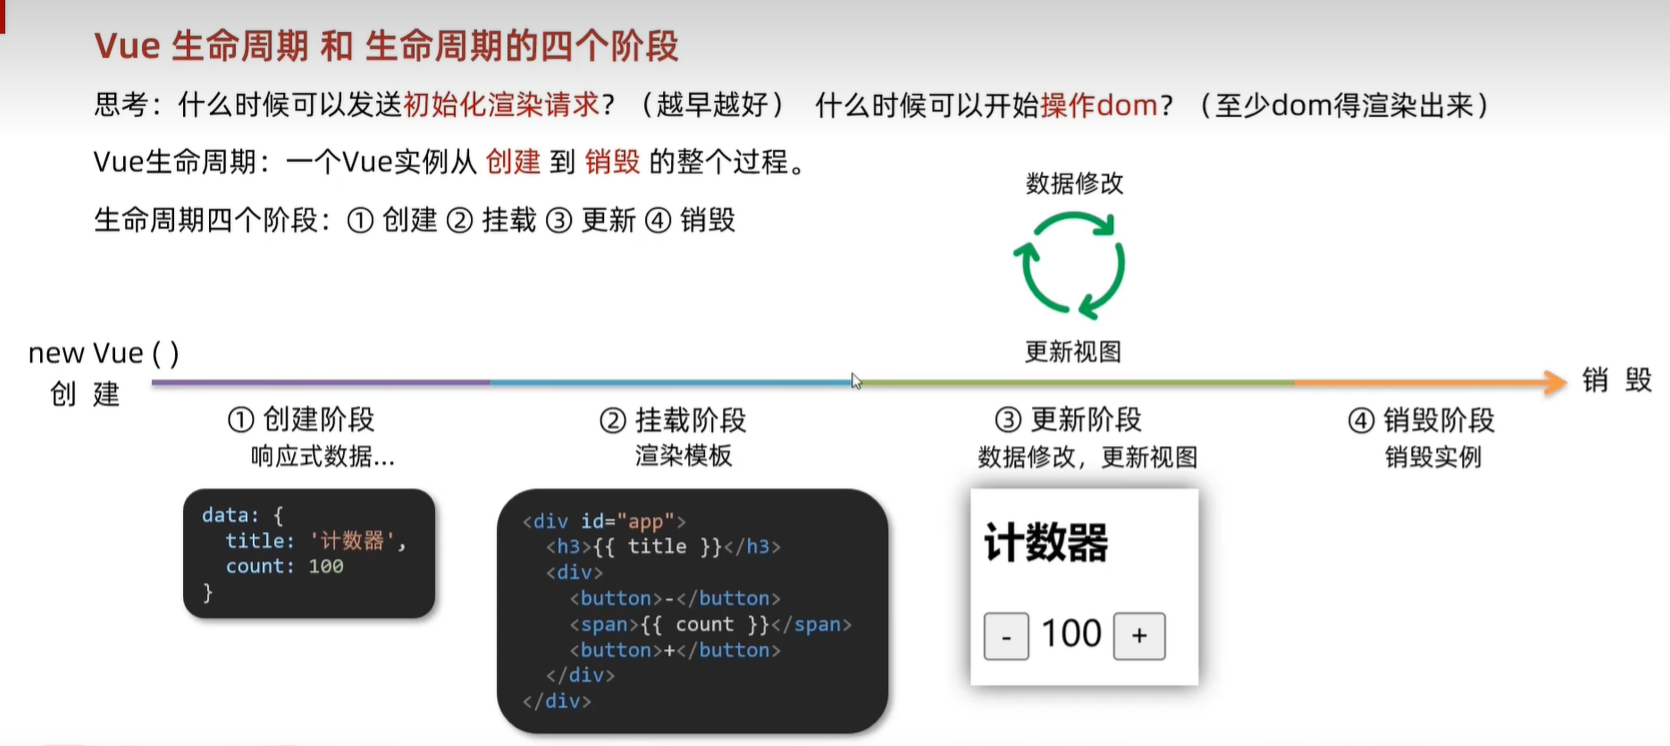 Vue 生命周期 和 生命周期的四个阶段
思考：什么时候可以发送初始化渲染请求？（越早越好） 什么时候可以开始操作dom？（至少dom得渲染出来）
Vue生命周期：一个Vue实例从 创建 到 销毁 的整个过程。
生命周期四个阶段：① 创建 ② 挂载 ③ 更新 ④ 销毁
数据修改
更新视图
new Vue ( )
创 建
销 毁
① 创建阶段
响应式数据...
② 挂载阶段
渲染模板
③ 更新阶段
数据修改，更新视图
④ 销毁阶段
销毁实例
data: {
  title: '计数器',
  count: 100
}
<div id="app">
  <h3>{{ title }}</h3>
  <div>
    <button>-</button>
    <span>{{ count }}</span>
    <button>+</button>
  </div>
</div>
计数器
- 100 +